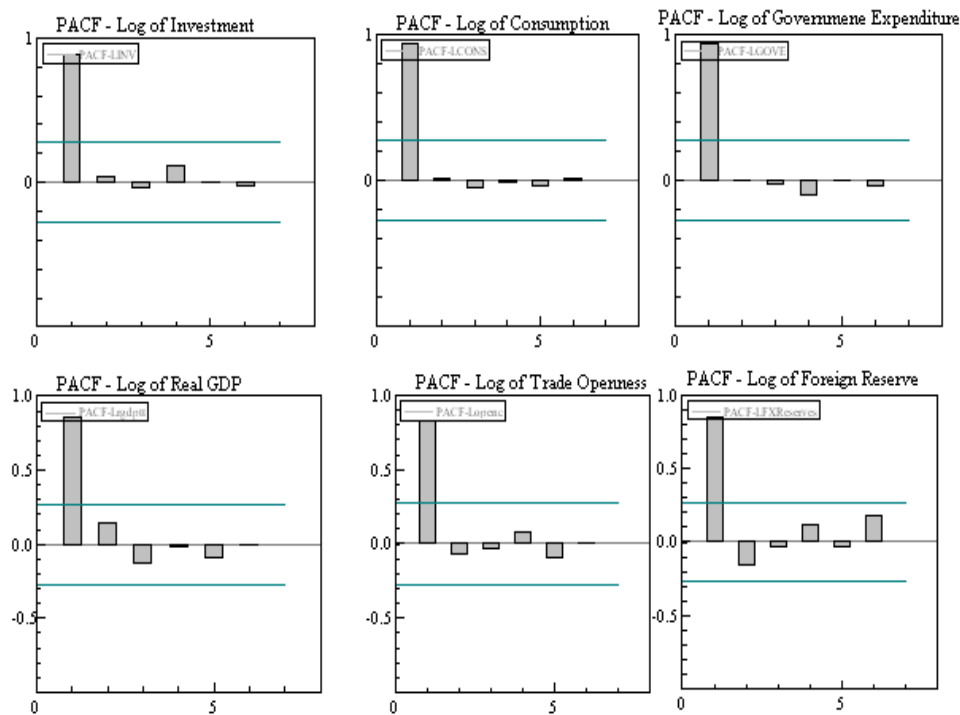 PACF - Log of Investment
1
PACF-LINV
0
0
5
PACF - Log of Consumption
1
PACF-LCONS
0
0
5
PACF - Log of Governmene Expenditure
1
PACF-LGOVE
0
0
5
PACF - Log of Real GDP
1.0
0.5
0.0
-0.5
0
5
PACF - Log of Trade Openness
1.0
PACF-Lopenc
0.5
0.0
-0.5
0
5
PACF - Log of Foreign Reserve
1.0
PACF-LFXReserves
0.5
0.0
-0.5
0
5